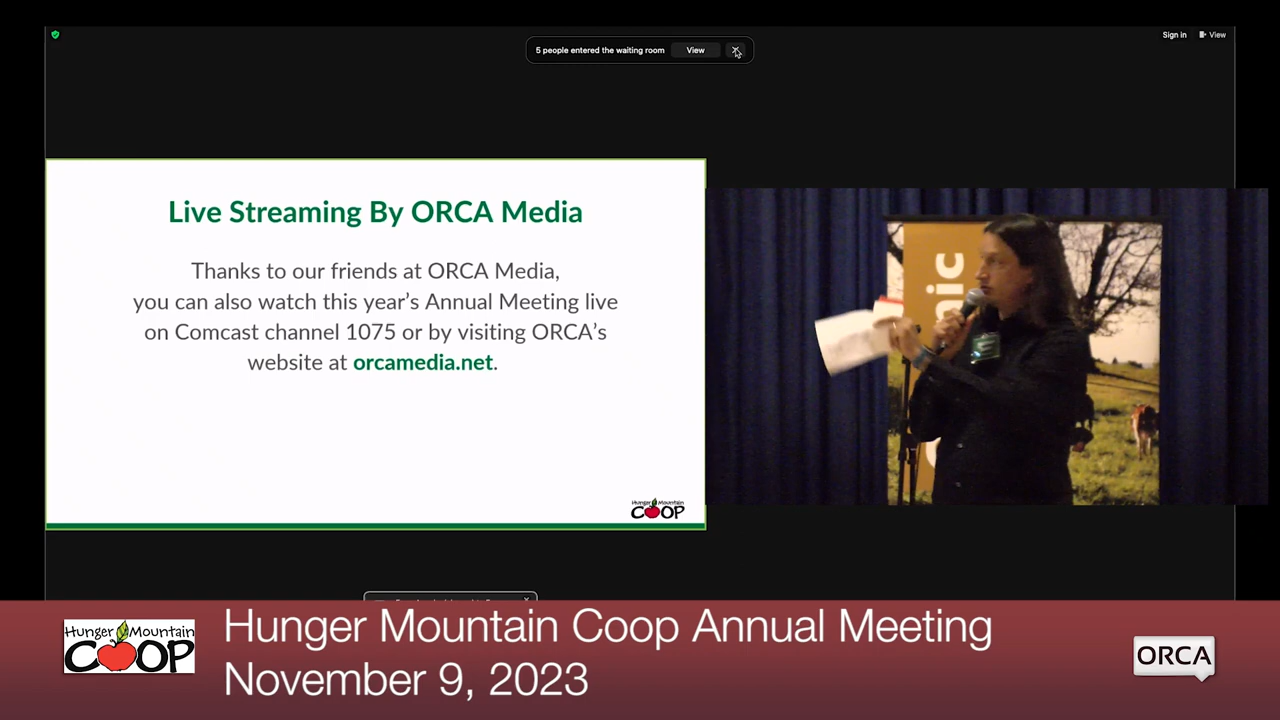 Sign in
View
5 people entered the waiting room
View
Live Streaming By ORCA Media
Thanks to our friends at ORCA Media,
you can also watch this year's Annual Meeting live
on Comcast channel 1075 or by visiting ORCA's
website at orcamedia.net.
Hunger Mountain
COOP
nic
Hunger Mountain
COOP
Hunger Mountain Coop Annual Meeting
November 9, 2023
ORCA